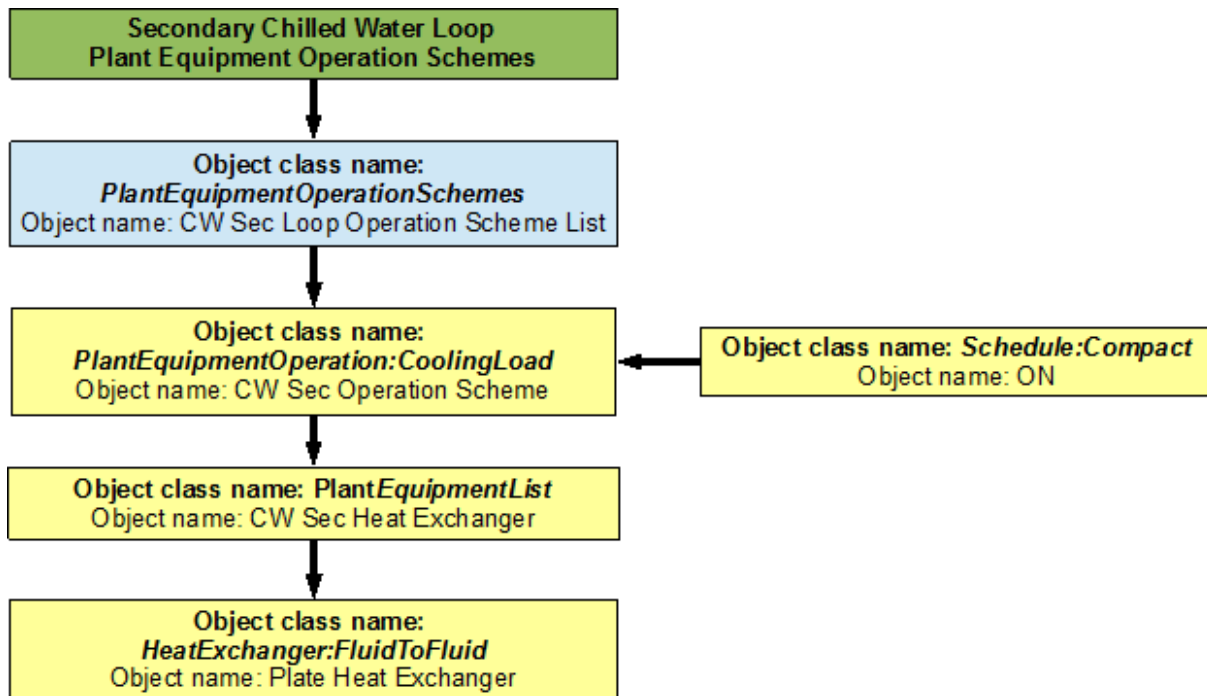 Secondary Chilled Water Loop
Plant Equipment Operation Schemes
Object class name:
PlantEquipmentOperationSchemes
Object name: CW Sec Loop Operation Scheme List
Object class name:
PlantEquipmentOperation:CoolingLoad
Object name: CW Sec Operation Scheme
Object class name: Schedule:Compact
Object name: ON
Object class name: PlantEquipmentList
Object name: CW Sec Heat Exchanger
Object class name:
HeatExchanger:FluidToFluid
Object name: Plate Heat Exchanger